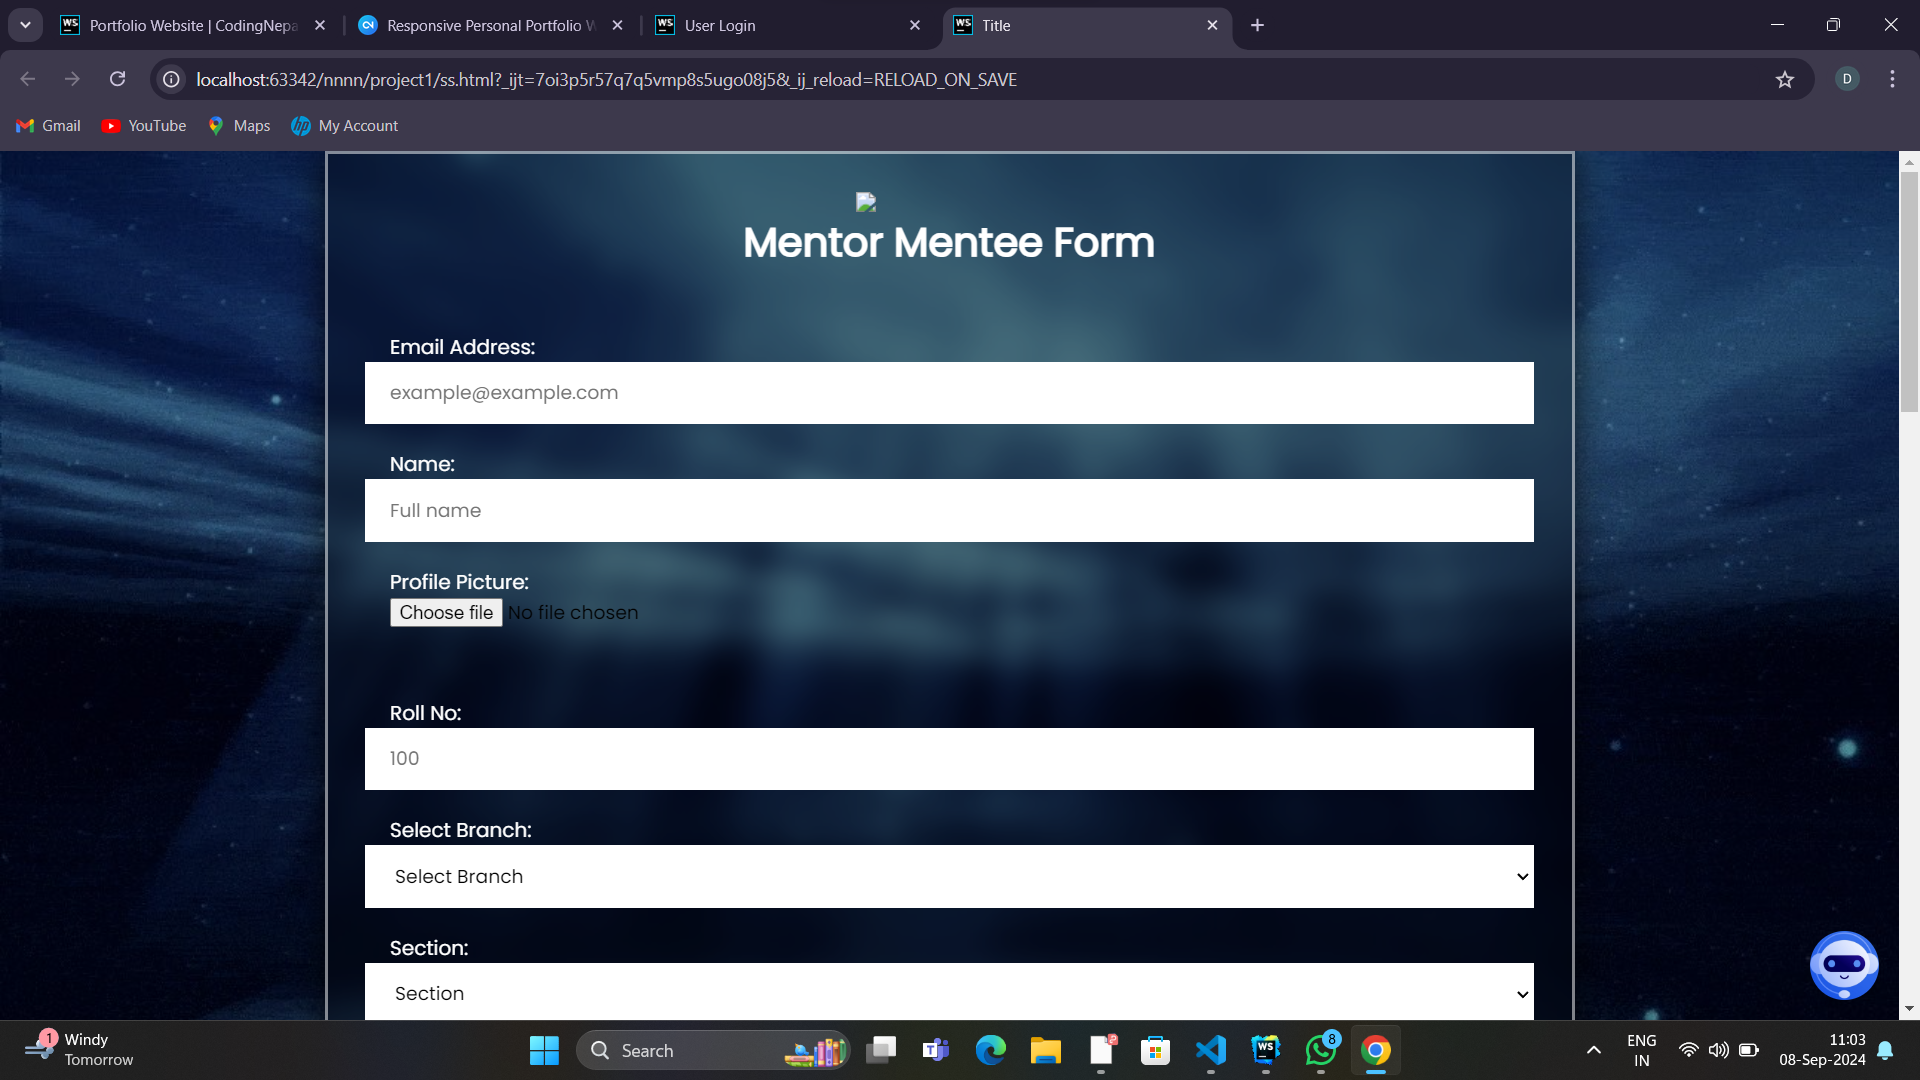 Portfolio Website | CodingNepa
Responsive Personal Portfolio W
User Login
Title
localhost:63342/nnnn/project1/ss.html?_ijt=7oi3p5r57q7q5vmp8s5ugo08j5&_ij_reload=RELOAD_ON_SAVE
D
Gmail
YouTube
Maps
My Account
Mentor Mentee Form
Email Address:
example@example.com
Name:
Full name
Profile Picture:
Choose file No file chosen
Roll No:
100
Select Branch:
Select Branch
Section:
Section
1
Windy
Tomorrow
Search
8
ENG
IN
11:03
08-Sep-2024